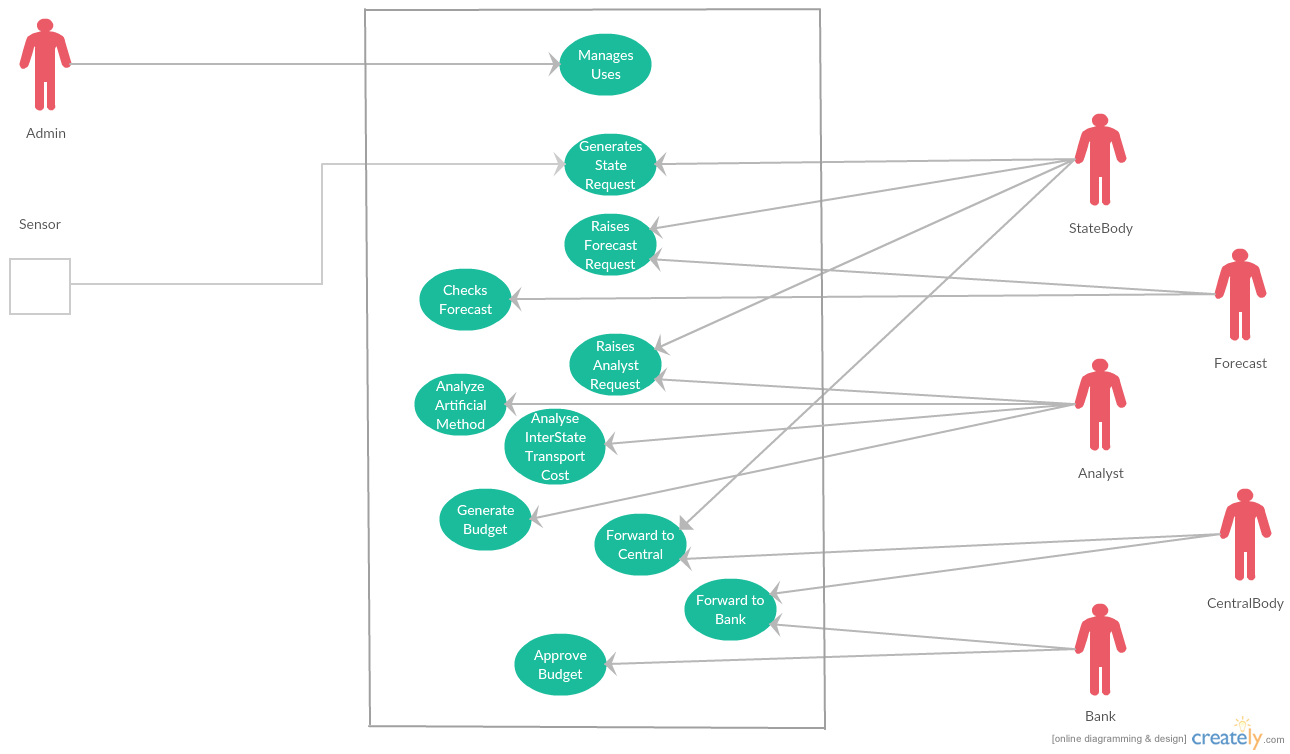 Manages
Uses
Admin
Generates
State
Request
Sensor
StateBody
Raises
Forecast
Request
Checks
Forecast
Forecast
Raises
Analyst
Request
Analyze
Artificial
Method
Analyse
InterState
Transport
Cost
Analyst
Generate
Budget
Forward to
Central
Forward to
Bank
CentralBody
Approve
Budget
Bank
[online diagramming & design] creately.com